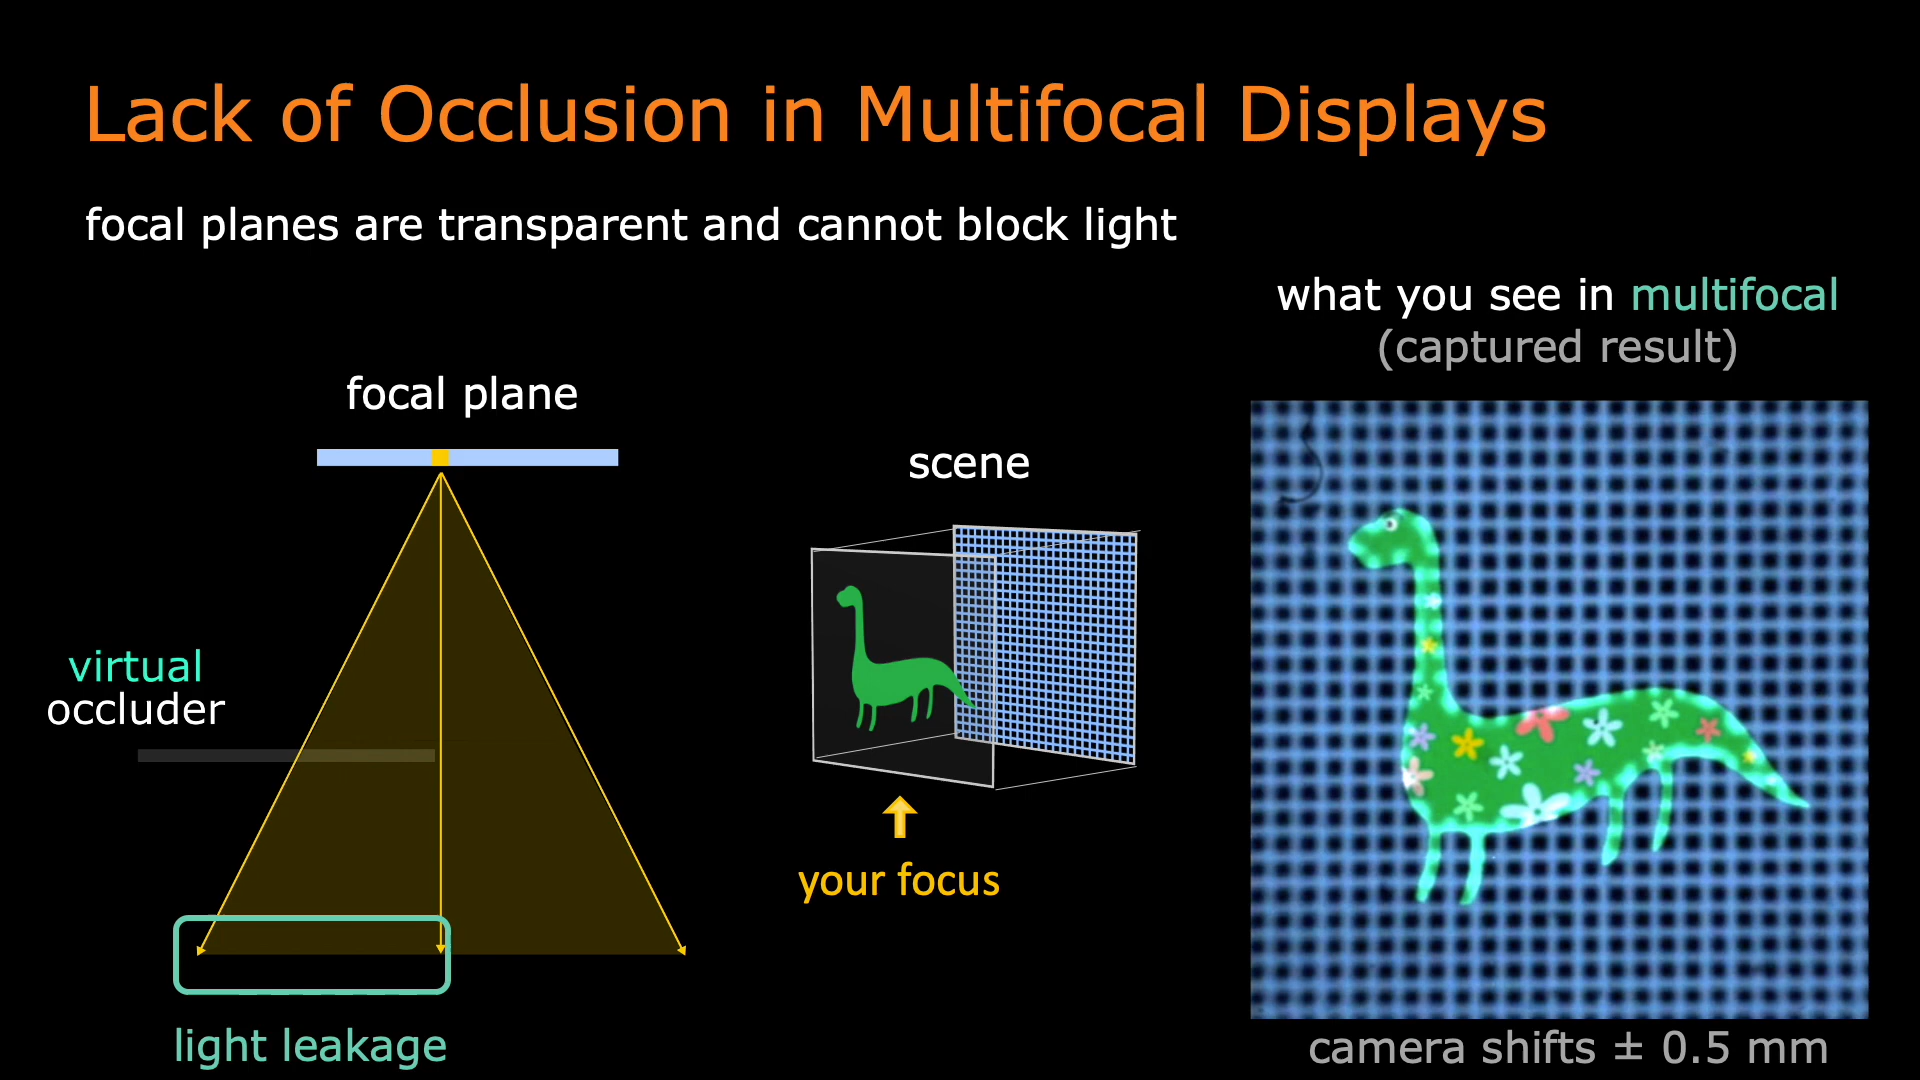 Lack of Occlusion in Multifocal Displays
focal planes are transparent and cannot block light
what you see in multifocal
(captured result)
focal plane
scene
virtual
occluder
your focus
light leakage
camera shifts ± 0.5 mm